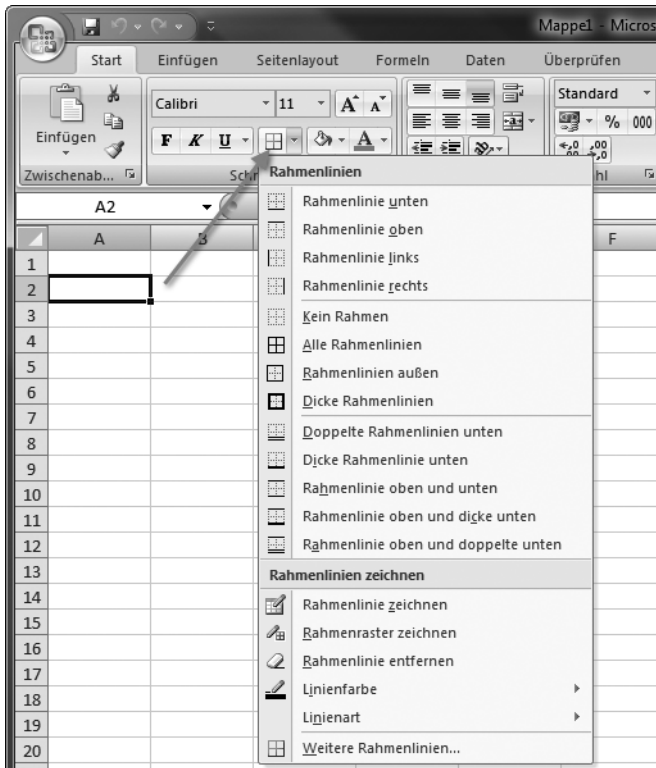 Mappe1 - Micros
Start Einfügen Seitenlayout Formeln Daten Überprüfen
Calibri 11 A A Standard
Einfügen F K U A % 000
Zwischenab...
A2
A B F
Rahmenlinien
Rahmenlinie unten
Rahmenlinie oben
Rahmenlinie links
Rahmenlinie rechts
Kein Rahmen
Alle Rahmenlinien
Rahmenlinien außen
Dicke Rahmenlinien
Doppelte Rahmenlinien unten
Dicke Rahmenlinie unten
Rahmenlinie oben und unten
Rahmenlinie oben und dicke unten
Rahmenlinie oben und doppelte unten
Rahmenlinien zeichnen
Rahmenlinie zeichnen
Rahmenraster zeichnen
Rahmenlinie entfernen
Linienfarbe
Linienart
Weitere Rahmenlinien...
1
2
3
4
5
6
7
8
9
10
11
12
13
14
15
16
17
18
19
20